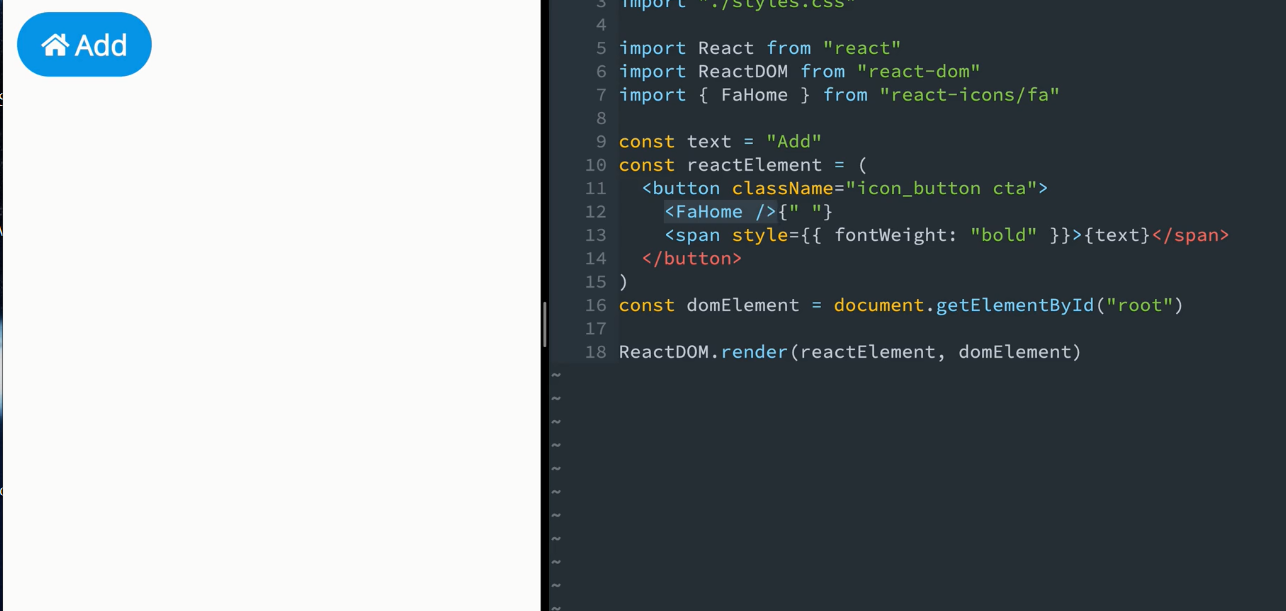 Add
3 import "./styles.css"
4
5 import React from "react"
6 import ReactDOM from "react-dom"
7 import { FaHome } from "react-icons/fa"
8
9 const text = "Add"
10 const reactElement = (
11   <button className="icon_button cta">
12     <FaHome />{" "}
13     <span style={{ fontWeight: "bold" }}>{text}</span>
14   </button>
15 )
16 const domElement = document.getElementById("root")
17
18 ReactDOM.render(reactElement, domElement)
~
~
~
~
~
~
~
~
~
~
~